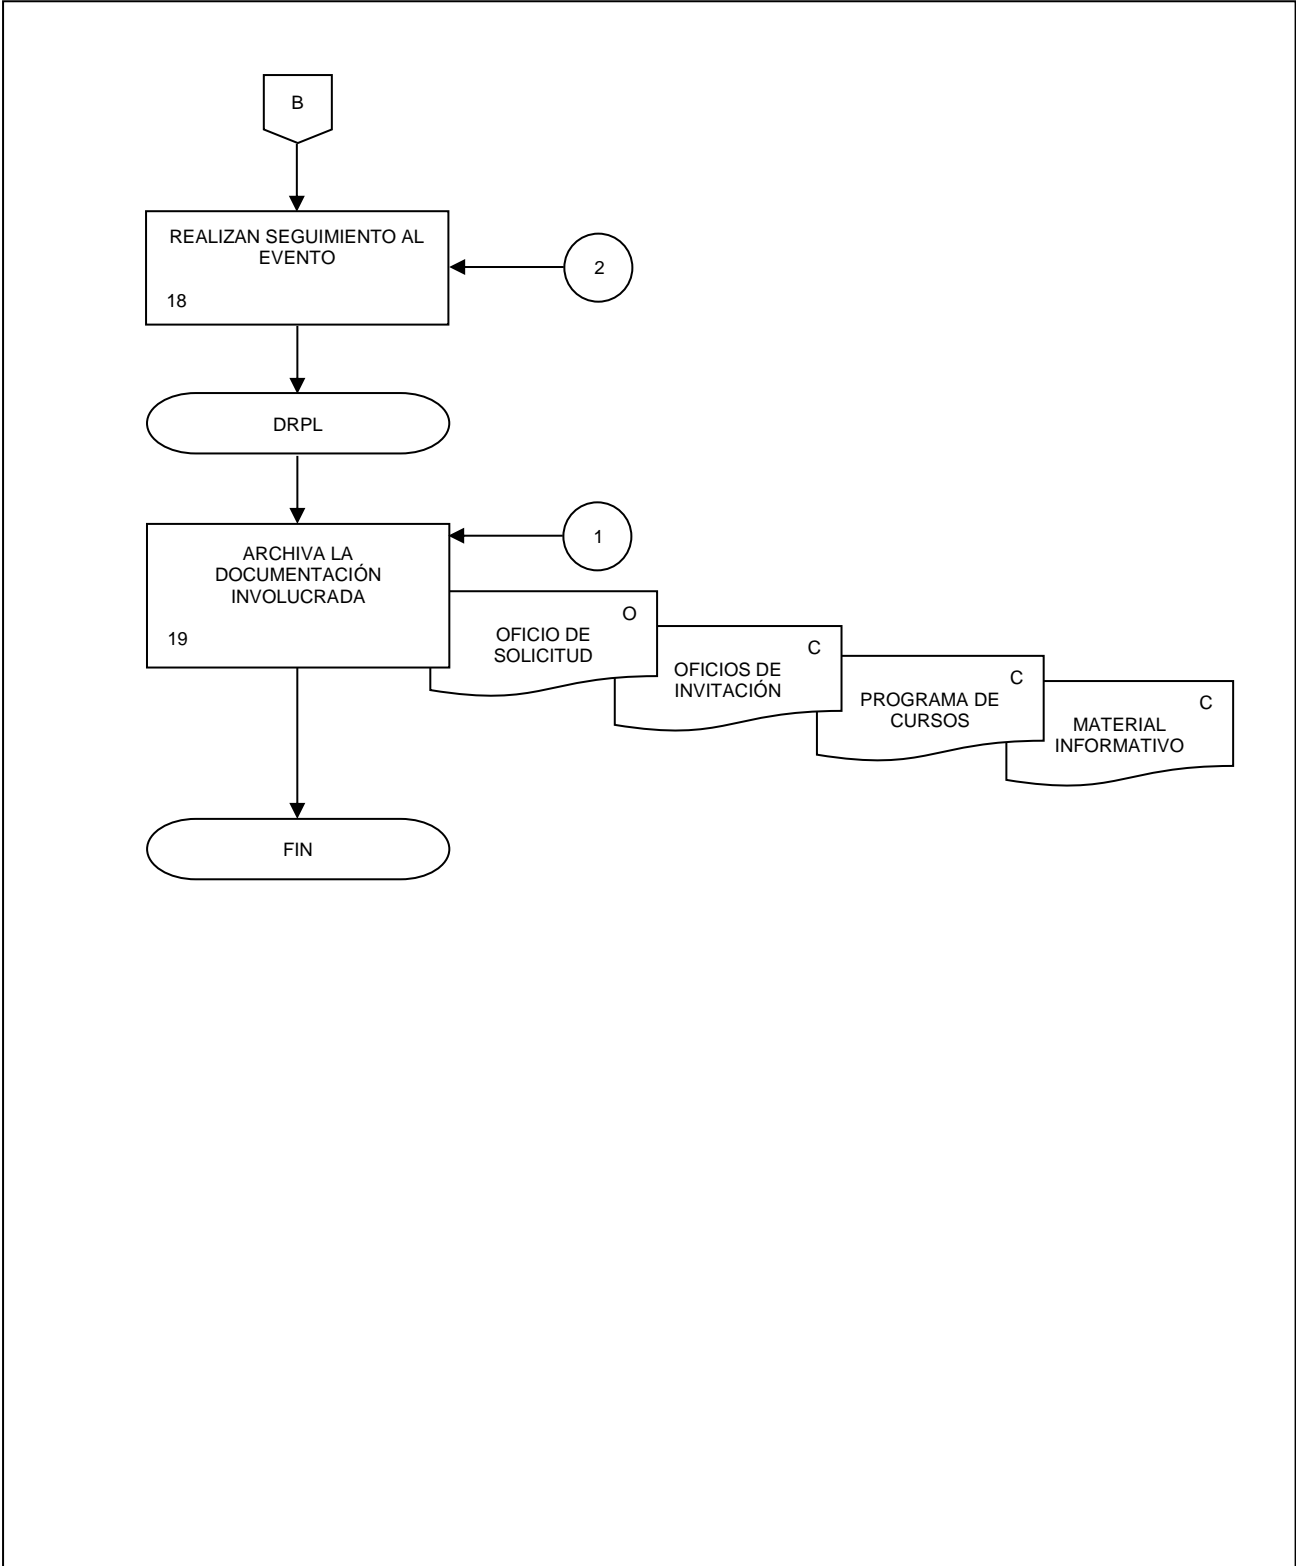 B
REALIZAN SEGUIMIENTO AL
EVENTO
18
2
DRPL
1
ARCHIVA LA
DOCUMENTACIÓN
INVOLUCRADA
19
O
OFICIO DE
SOLICITUD
C
OFICIOS DE
INVITACIÓN
C
PROGRAMA DE
CURSOS
C
MATERIAL
INFORMATIVO
FIN